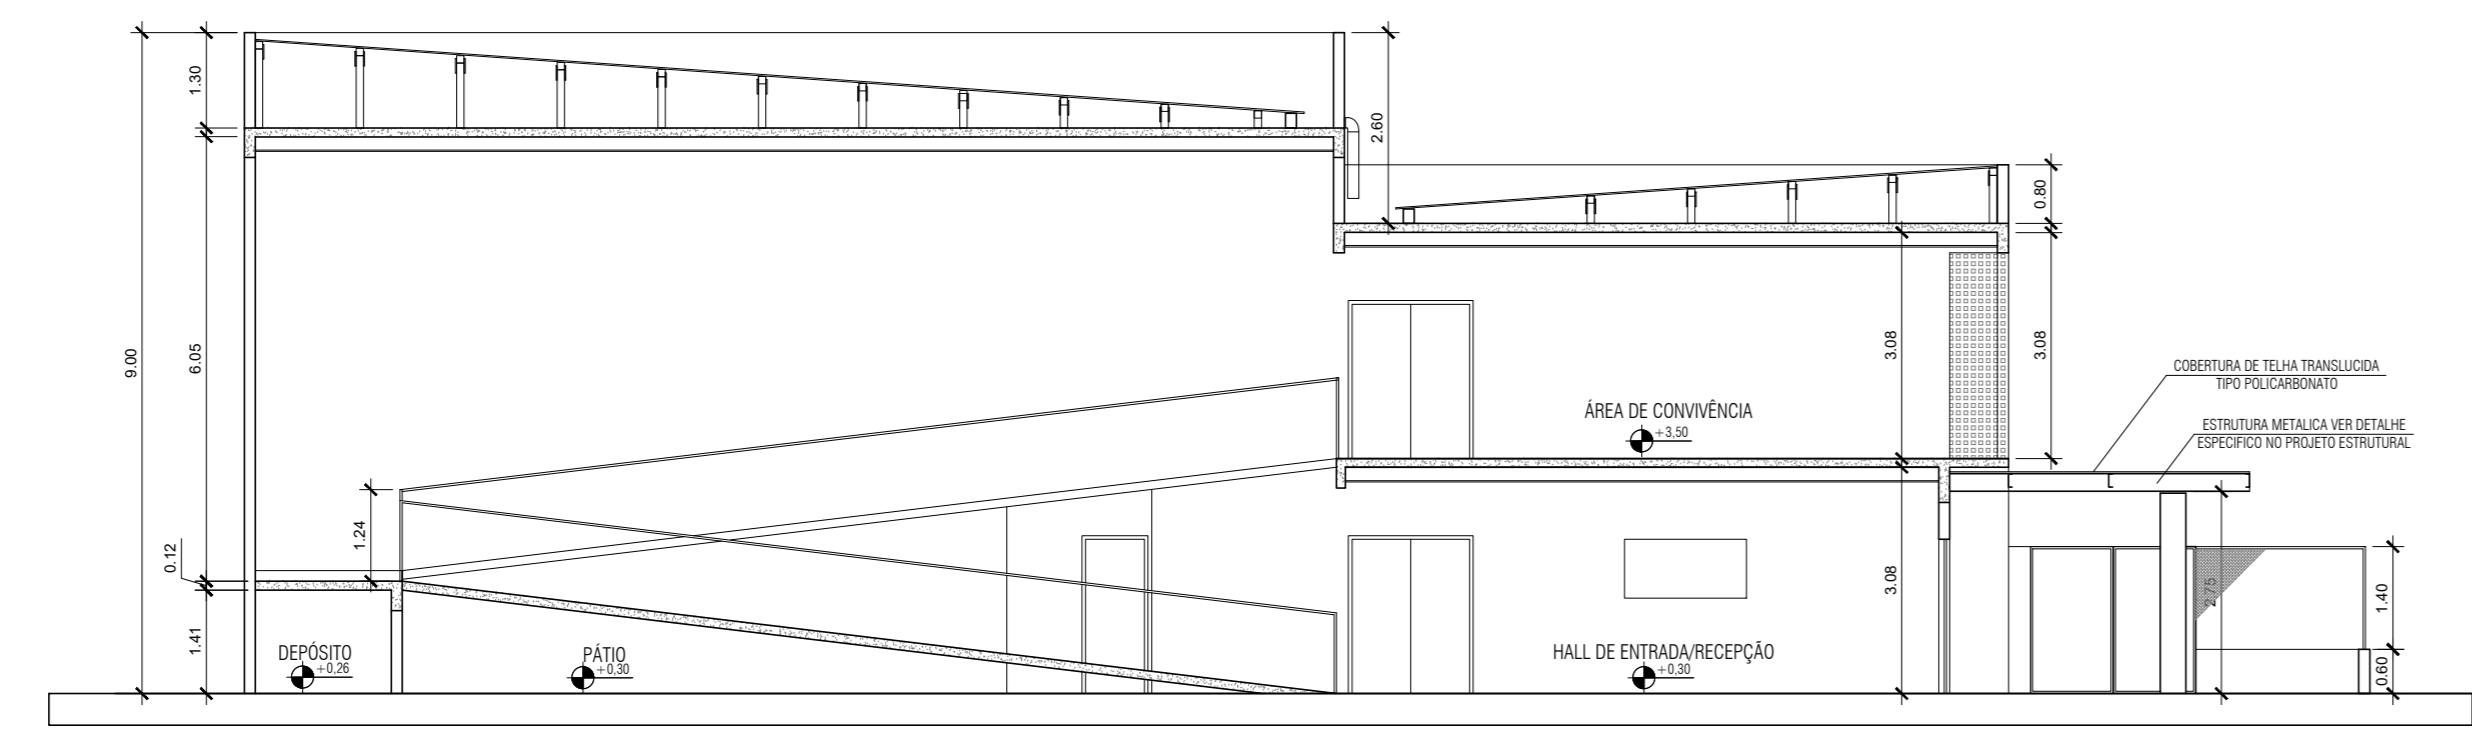 1.30
2.60
0.80
9.00
6.05
3.08
3.08
COBERTURA DE TELHA TRANSLUCIDA
TIPO POLICARBONATO
ÁREA DE CONVIVÊNCIA
+3,50
ESTRUTURA METALICA VER DETALHE
ESPECIFICO NO PROJETO ESTRUTURAL
1.24
0.12
3.08
2.75
1.40
1.41
DEPÓSITO
+0,26
PÁTIO
+0,30
HALL DE ENTRADA/RECEPÇÃO
+0,30
0.60